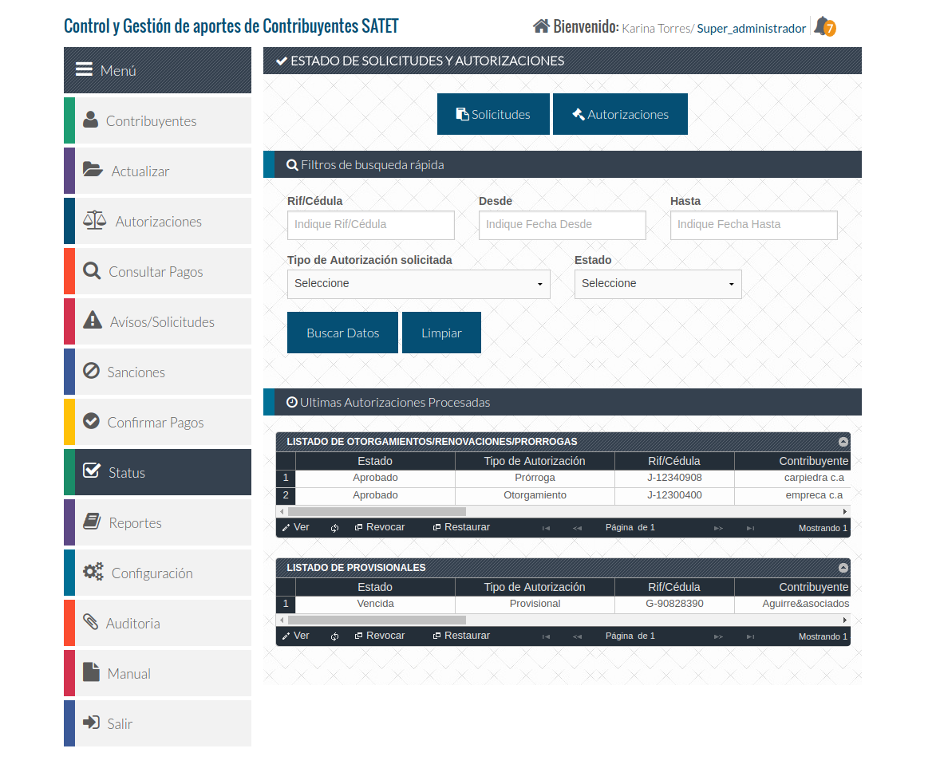 Control y Gestión de aportes de Contribuyentes SATET
Bienvenido: Karina Torres/ Super_administrador 7
Menú
Contribuyentes
Actualizar
Autorizaciones
Consultar Pagos
Avisos/Solicitudes
Sanciones
Confirmar Pagos
Status
Reportes
Configuración
Auditoria
Manual
Salir
ESTADO DE SOLICITUDES Y AUTORIZACIONES
Solicitudes Autorizaciones
Filtros de busqueda rápida
Rif/Cédula Desde Hasta
Indique Rif/Cédula Indique Fecha Desde Indique Fecha Hasta
Tipo de Autorización solicitada Estado
Seleccione Seleccione
Buscar Datos Limpiar
Ultimas Autorizaciones Procesadas
LISTADO DE OTORGAMIENTOS/RENOVACIONES/PRORROGAS
Estado Tipo de Autorización Rif/Cédula Contribuyente
1 Aprobado Prórroga J-12340908 carpiedra c.a
2 Aprobado Otorgamiento J-12300400 empreca c.a
Ver Revocar Restaurar Página de 1 Mostrando 1
LISTADO DE PROVISIONALES
Estado Tipo de Autorización Rif/Cédula Contribuyente
1 Vencida Provisional G-90828390 Aguirre&asociados
Ver Revocar Restaurar Página de 1 Mostrando 1